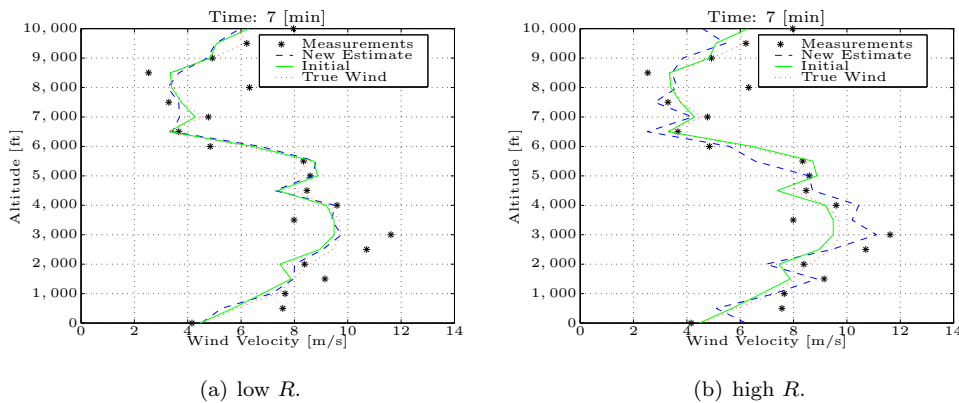 Time: 7 [min]
10, 000
9, 000
8, 000
7, 000
6, 000
5, 000
4, 000
3, 000
2, 000
1, 000
0
Altitude [ft]
Measurements
New Estimate
Initial
True Wind
0 2 4 6 8 10 12 14
Wind Velocity [m/s]
(a) low R.
Time: 7 [min]
10, 000
9, 000
8, 000
7, 000
6, 000
5, 000
4, 000
3, 000
2, 000
1, 000
0
Altitude [ft]
Measurements
New Estimate
Initial
True Wind
0 2 4 6 8 10 12 14
Wind Velocity [m/s]
(b) high R.